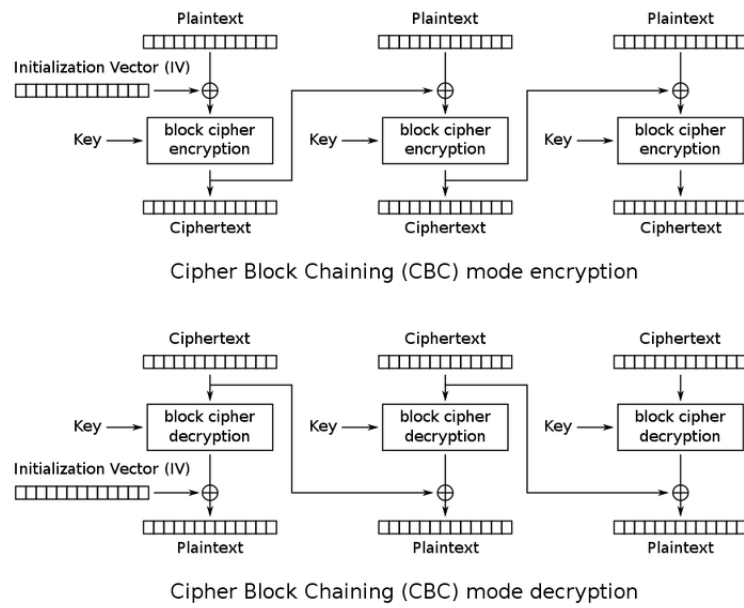 Plaintext Plaintext Plaintext
Initialization Vector (IV)
Key block cipher encryption Key block cipher encryption Key block cipher encryption
Ciphertext Ciphertext Ciphertext
Cipher Block Chaining (CBC) mode encryption
Ciphertext Ciphertext Ciphertext
Key block cipher decryption Key block cipher decryption Key block cipher decryption
Initialization Vector (IV)
Plaintext Plaintext Plaintext
Cipher Block Chaining (CBC) mode decryption